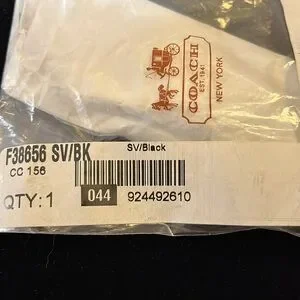 COACH
EST. 1941
NEW YORK
F38656 SV/BK
SV/Black
CC 156
QTY:1
044
924492610